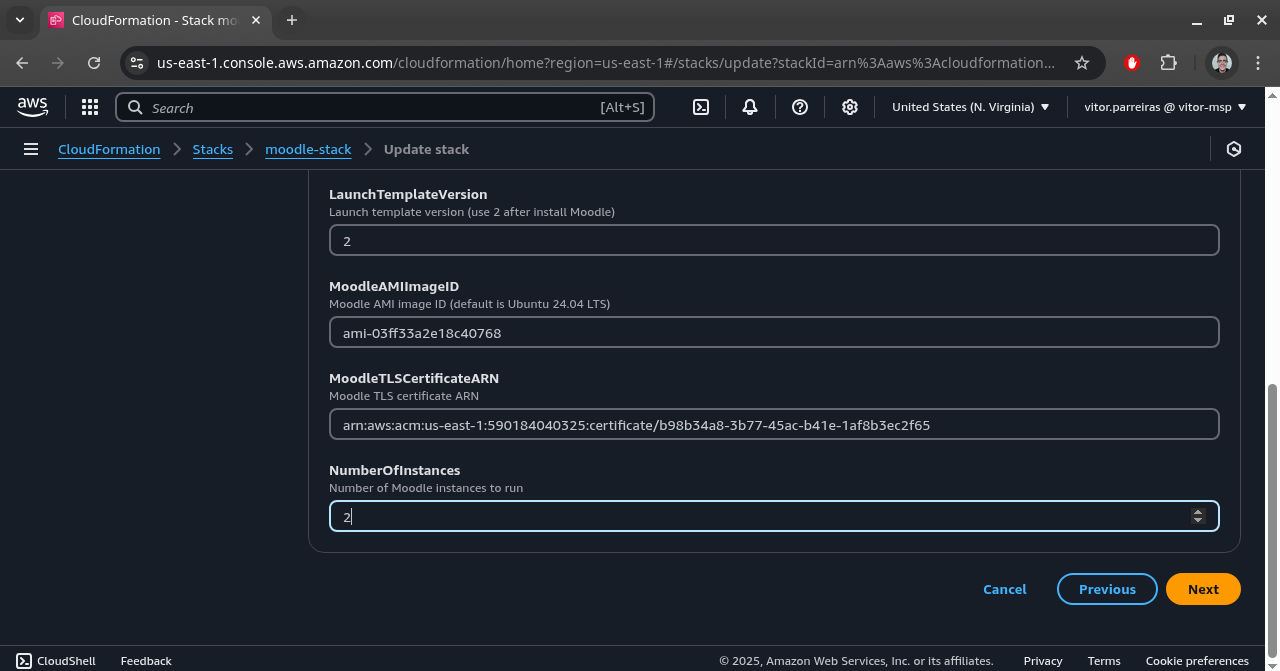 CloudFormation - Stack mo
us-east-1.console.aws.amazon.com/cloudformation/home?region=us-east-1#/stacks/update?stackId=arn%3Aaws%3Acloudformation...
aws
Search
[Alt+S]
United States (N. Virginia)
vitor.parreiras @ vitor-msp
CloudFormation
Stacks
moodle-stack
Update stack
LaunchTemplateVersion
Launch template version (use 2 after install Moodle)
2
MoodleAMIImageID
Moodle AMI image ID (default is Ubuntu 24.04 LTS)
ami-03ff33a2e18c40768
MoodleTLSCertificateARN
Moodle TLS certificate ARN
arn:aws:acm:us-east-1:590184040325:certificate/b98b34a8-3b77-45ac-b41e-1af8b3ec2f65
NumberOfInstances
Number of Moodle instances to run
2
Cancel
Previous
Next
CloudShell
Feedback
© 2025, Amazon Web Services, Inc. or its affiliates.
Privacy
Terms
Cookie preferences